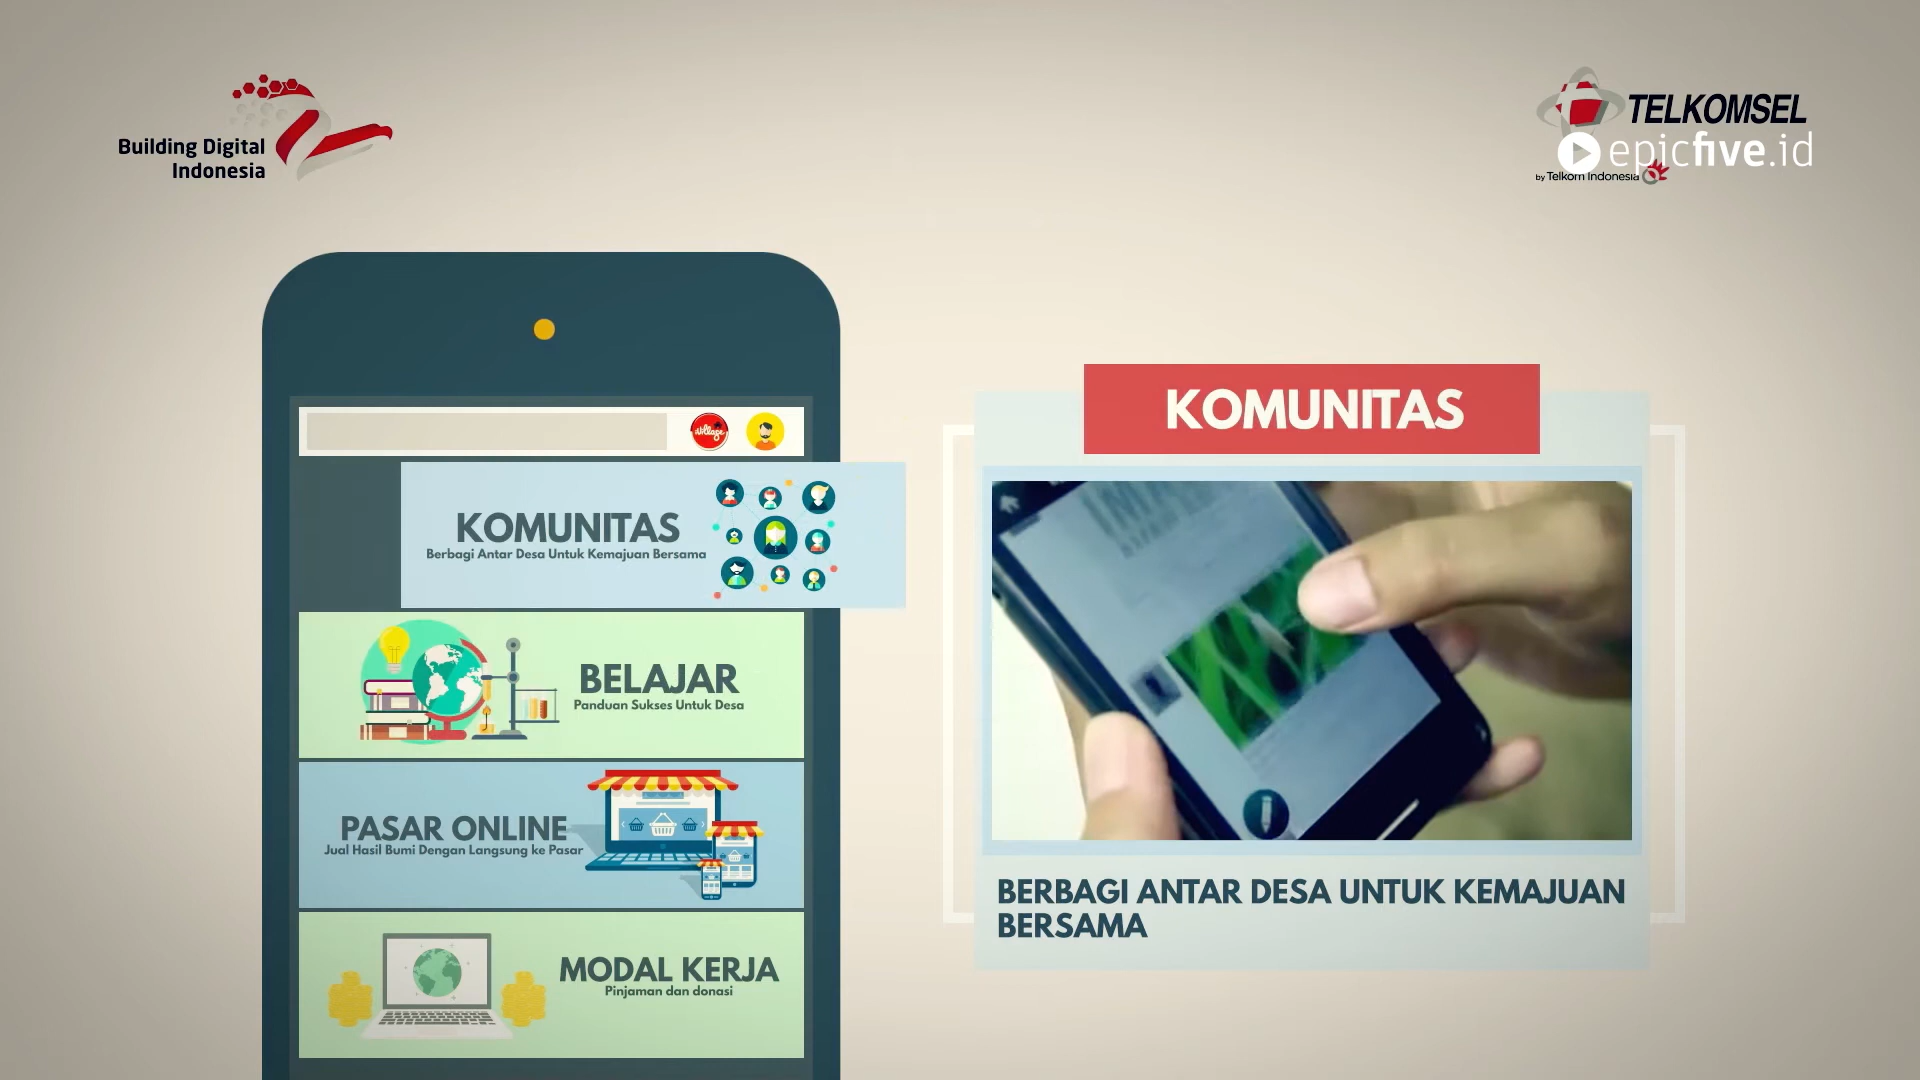 Building Digital
Indonesia
TELKOMSEL
epicfive.id
by Telkom Indonesia
KOMUNITAS
Berbagi Antar Desa Untuk Kemajuan Bersama
BELAJAR
Panduan Sukses Untuk Desa
PASAR ONLINE
Jual Hasil Bumi Dengan Langsung ke Pasar
MODAL KERJA
Pinjaman dan donasi
KOMUNITAS
BERBAGI ANTAR DESA UNTUK KEMAJUAN
BERSAMA